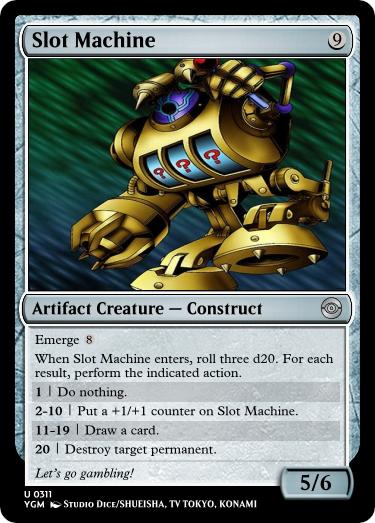 Slot Machine 9
? ? ?
Artifact Creature — Construct
Emerge 8
When Slot Machine enters, roll three d20. For each
result, perform the indicated action.
1 | Do nothing.
2-10 | Put a +1/+1 counter on Slot Machine.
11-19 | Draw a card.
20 | Destroy target permanent.
Let's go gambling!
5/6
U 0311
YGM Studio Dice/SHUEISHA, TV TOKYO, KONAMI